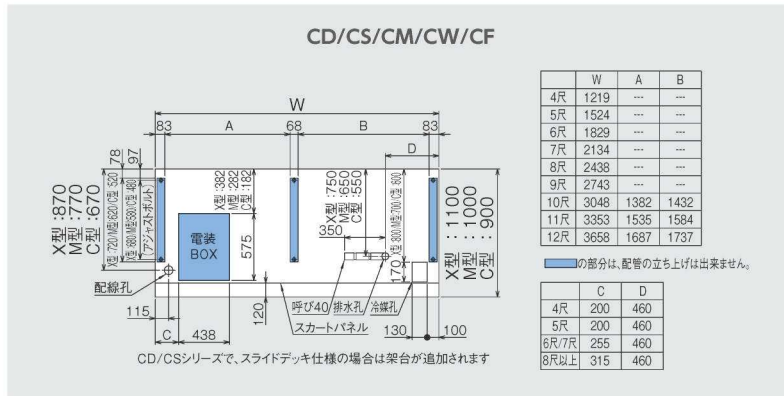 CD/CS/CM/CW/CF
W
83
A
68
B
83
D
78
97
X型:870
M型:770
C型:670
X型:720/M型:620/C型:520
X型:680/M型:580/C型:480
(アジャストボルト)
X型:382
M型:282
C型:182
X型:750
M型:650
C型:550
X型:800/M型:700/C型:600
X型:1100
M型:1000
C型:900
350
電装
BOX
575
170
配線孔
呼び40 排水孔 冷媒孔
スカートパネル
115
120
130
100
C
438
CD/CSシリーズで、スライドデッキ仕様の場合は架台が追加されます
W A B
4尺 1219 --- ---
5尺 1524 --- ---
6尺 1829 --- ---
7尺 2134 --- ---
8尺 2438 --- ---
9尺 2743 --- ---
10尺 3048 1382 1432
11尺 3353 1535 1584
12尺 3658 1687 1737
の部分は、配管の立ち上げは出来ません。
C D
4尺 200 460
5尺 200 460
6尺/7尺 255 460
8尺以上 315 460